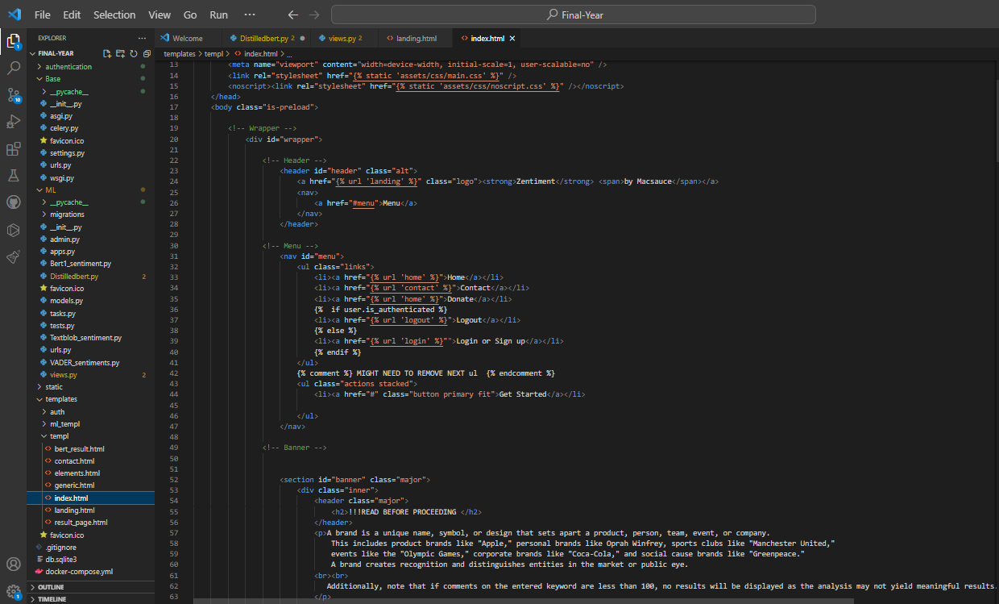 File Edit Selection View Go Run ··· ← → Final-Year
EXPLORER ···
FINAL-YEAR
authentication
Base
__pycache__
__init__.py
asgi.py
celery.py
favicon.ico
settings.py
urls.py
wsgi.py
ML
__pycache__
migrations
__init__.py
admin.py
apps.py
Bert1_sentiment.py
Distilledbert.py 2
favicon.ico
models.py
tasks.py
tests.py
Textblob_sentiment.py
urls.py
VADER_sentiments.py
views.py 2
static
templates
auth
ml_templ
templ
bert_result.html
contact.html
elements.html
generic.html
index.html
landing.html
result_page.html
favicon.ico
.gitignore
db.sqlite3
docker-compose.yml
OUTLINE
TIMELINE
1
10
1
Welcome Distilledbert.py 2 ● views.py 2 landing.html index.html ×
templates > templ > index.html > ...
13 <meta name="viewport" content="width=device-width, initial-scale=1, user-scalable=no" />
14 <link rel="stylesheet" href="{% static 'assets/css/main.css' %}" />
15 <noscript><link rel="stylesheet" href="{% static 'assets/css/noscript.css' %}" /></noscript>
16 </head>
17 <body class="is-preload">
18
19 <!-- Wrapper -->
20 <div id="wrapper">
21
22 <!-- Header -->
23 <header id="header" class="alt">
24 <a href="{% url 'landing' %}" class="logo"><strong>Zentiment</strong> <span>by Macsauce</span></a>
25 <nav>
26 <a href="#menu">Menu</a>
27 </nav>
28 </header>
29
30 <!-- Menu -->
31 <nav id="menu">
32 <ul class="links">
33 <li><a href="{% url 'home' %}">Home</a></li>
34 <li><a href="{% url 'contact' %}">Contact</a></li>
35 <li><a href="{% url 'home' %}">Donate</a></li>
36 {%  if user.is_authenticated %}
37 <li><a href="{% url 'logout' %}">Logout</a></li>
38 {% else %}
39 <li><a href="{% url 'login' %}"">Login or Sign up</a></li>
40 {% endif %}
41 </ul>
42 {% comment %} MIGHT NEED TO REMOVE NEXT ul  {% endcomment %}
43 <ul class="actions stacked">
44 <li><a href="#" class="button primary fit">Get Started</a></li>
45
46 </ul>
47 </nav>
48
49 <!-- Banner -->
50
51
52 <section id="banner" class="major">
53 <div class="inner">
54 <header class="major">
55 <h2>!!!READ BEFORE PROCEEDING </h2>
56 </header>
57 <p>A brand is a unique name, symbol, or design that sets apart a product, person, team, event, or company.
58 This includes product brands like "Apple," personal brands like Oprah Winfrey, sports clubs like "Manchester United,"
59 events like the "Olympic Games," corporate brands like "Coca-Cola," and social cause brands like "Greenpeace."
60 A brand creates recognition and distinguishes entities in the market or public eye.
61 <br><br>
62 Additionally, note that if comments on the entered keyword are less than 100, no results will be displayed as the analysis may not yield meaningful results.
63 </p>